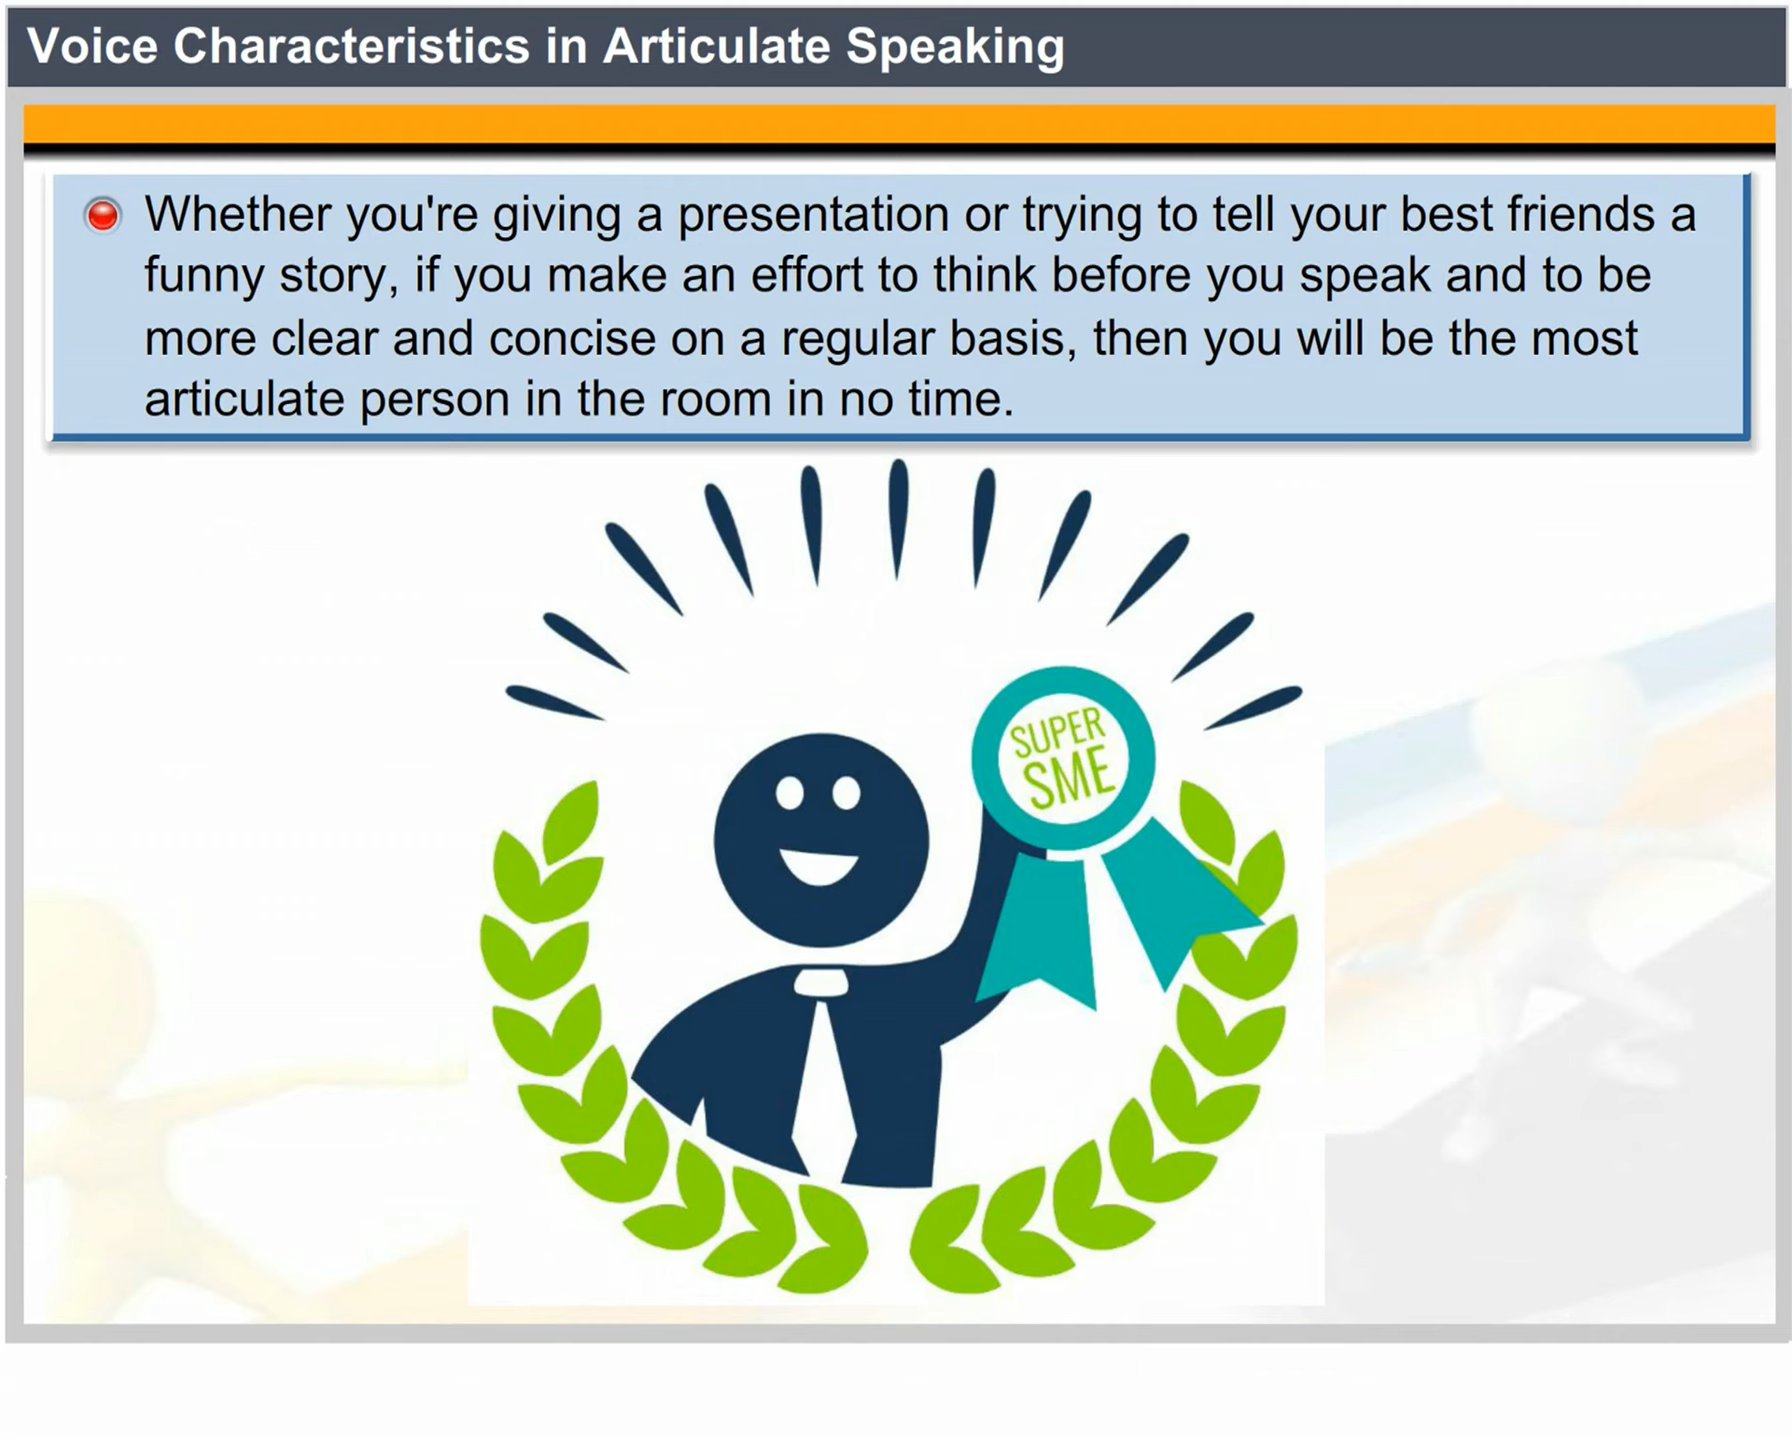 Voice Characteristics in Articulate Speaking
Whether you're giving a presentation or trying to tell your best friends a
funny story, if you make an effort to think before you speak and to be
more clear and concise on a regular basis, then you will be the most
articulate person in the room in no time.
SUPER
SME